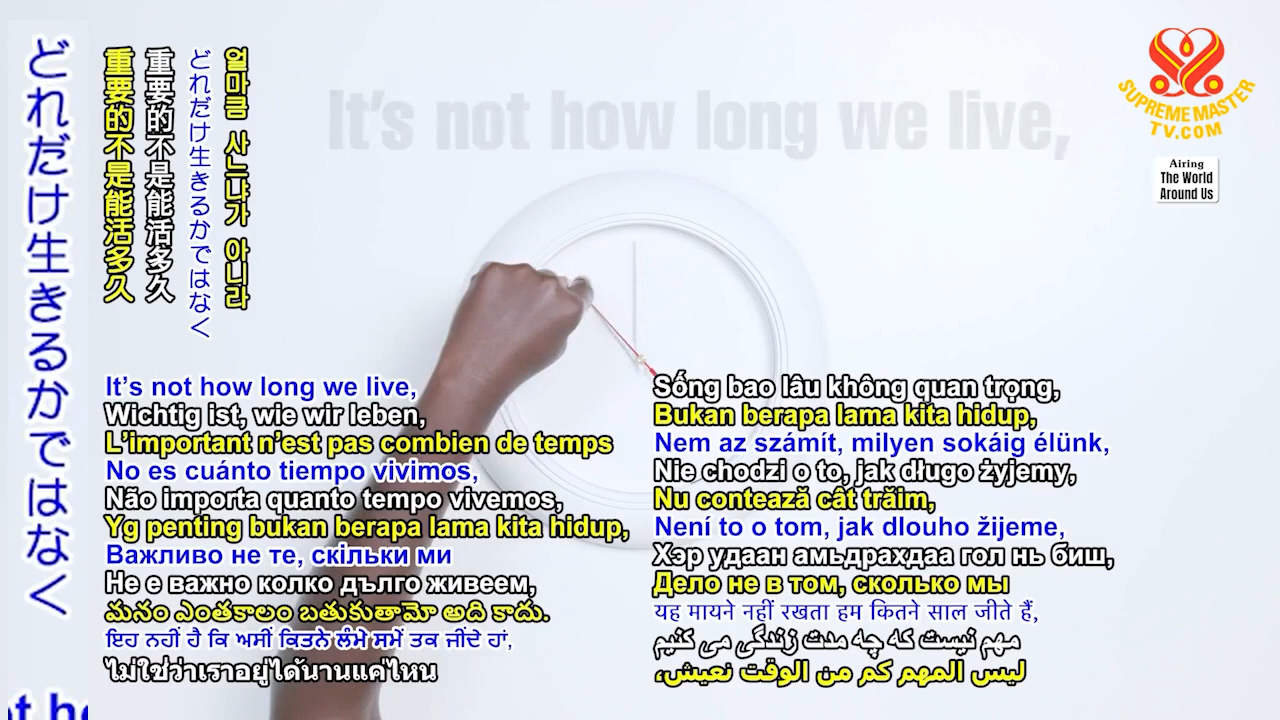 どれだけ生きるかではなく
重要的不是能活多久
重要的不是能活多久
どれだけ生きるかではなく
얼마큼 사느냐가 아니라
It's not how long we live,
SUPREME MASTER
TV.COM
Airing
The World
Around Us
It's not how long we live,
Wichtig ist, wie wir leben,
L'important n'est pas combien de temps
No es cuánto tiempo vivimos,
Não importa quanto tempo vivemos,
Yg penting bukan berapa lama kita hidup,
Важливо не те, скільки ми
Не е важно колко дълго живеем,
మనం ఎంతకాలం బతుకుతామో అది కాదు.
ਇਹ ਨਹੀਂ ਹੈ ਕਿ ਅਸੀਂ ਕਿਤਨੇ ਲੰਮੇ ਸਮੇਂ ਤਕ ਜੀਂਦੇ ਹਾਂ,
ไม่ใช่ว่าเราอยู่ได้นานแค่ไหน
Sống bao lâu không quan trọng,
Bukan berapa lama kita hidup,
Nem az számít, milyen sokáig élünk,
Nie chodzi o to, jak długo żyjemy,
Nu contează cât trăim,
Není to o tom, jak dlouho žijeme,
Хэр удаан амьдрахдаа гол нь биш,
Дело не в том, сколько мы
यह मायने नहीं रखता हम कितने साल जीते हैं,
مهم نیست که چه مدت زندگی می کنیم
ليس المهم كم من الوقت نعيش،